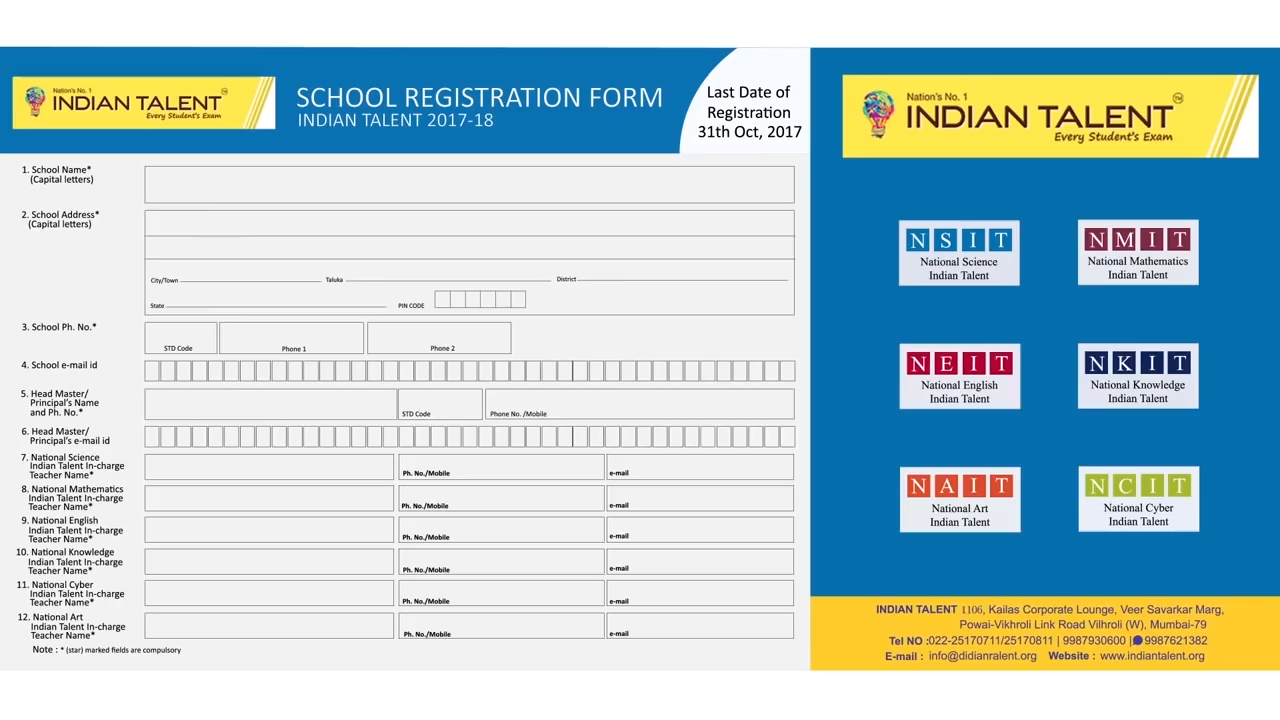 Nation's No. 1
INDIAN TALENT TM
Every Student's Exam
SCHOOL REGISTRATION FORM
INDIAN TALENT 2017-18
Last Date of
Registration
31th Oct, 2017
1. School Name*
(Capital letters)
2. School Address*
(Capital letters)
City/Town Taluka District
State PIN CODE
3. School Ph. No.*
STD Code Phone 1 Phone 2
4. School e-mail id
5. Head Master/
Principal's Name
and Ph. No.*
STD Code Phone No. /Mobile
6. Head Master/
Principal's e-mail id
7. National Science
Indian Talent In-charge
Teacher Name*
Ph. No./Mobile e-mail
8. National Mathematics
Indian Talent In-charge
Teacher Name*
Ph. No./Mobile e-mail
9. National English
Indian Talent In-charge
Teacher Name*
Ph. No./Mobile e-mail
10. National Knowledge
Indian Talent In-charge
Teacher Name*
Ph. No./Mobile e-mail
11. National Cyber
Indian Talent In-charge
Teacher Name*
Ph. No./Mobile e-mail
12. National Art
Indian Talent In-charge
Teacher Name*
Ph. No./Mobile e-mail
Note : * (star) marked fields are compulsory
Nation's No. 1
INDIAN TALENT TM
Every Student's Exam
NSIT
National Science
Indian Talent
NMIT
National Mathematics
Indian Talent
NEIT
National English
Indian Talent
NKIT
National Knowledge
Indian Talent
NAIT
National Art
Indian Talent
NCIT
National Cyber
Indian Talent
INDIAN TALENT 1106, Kailas Corporate Lounge, Veer Savarkar Marg,
Powai-Vikhroli Link Road Vilhroli (W), Mumbai-79
Tel NO :022-25170711/25170811 | 9987930600 | 9987621382
E-mail : info@didianralent.org Website : www.indiantalent.org